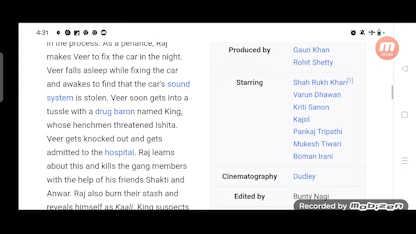 4:31
in the process. As a penance, Raj
makes Veer to fix the car in the night.
Veer falls asleep while fixing the car
and awakes to find that the car's sound
system is stolen. Veer soon gets into a
tussle with a drug baron named King,
whose henchmen threatened Ishita.
Veer gets knocked out and gets
admitted to the hospital. Raj learns
about this and kills the gang members
with the help of his friends Shakti and
Anwar. Raj also burn their stash and
reveals himself as Kaali. King suspects
Produced by
Gauri Khan
Rohit Shetty
Starring
Shah Rukh Khan[1]
Varun Dhawan
Kriti Sanon
Kajol
Pankaj Tripathi
Mukesh Tiwari
Boman Irani
Cinematography
Dudley
Edited by
Bunty Nagi
Recorded by
Mobizen